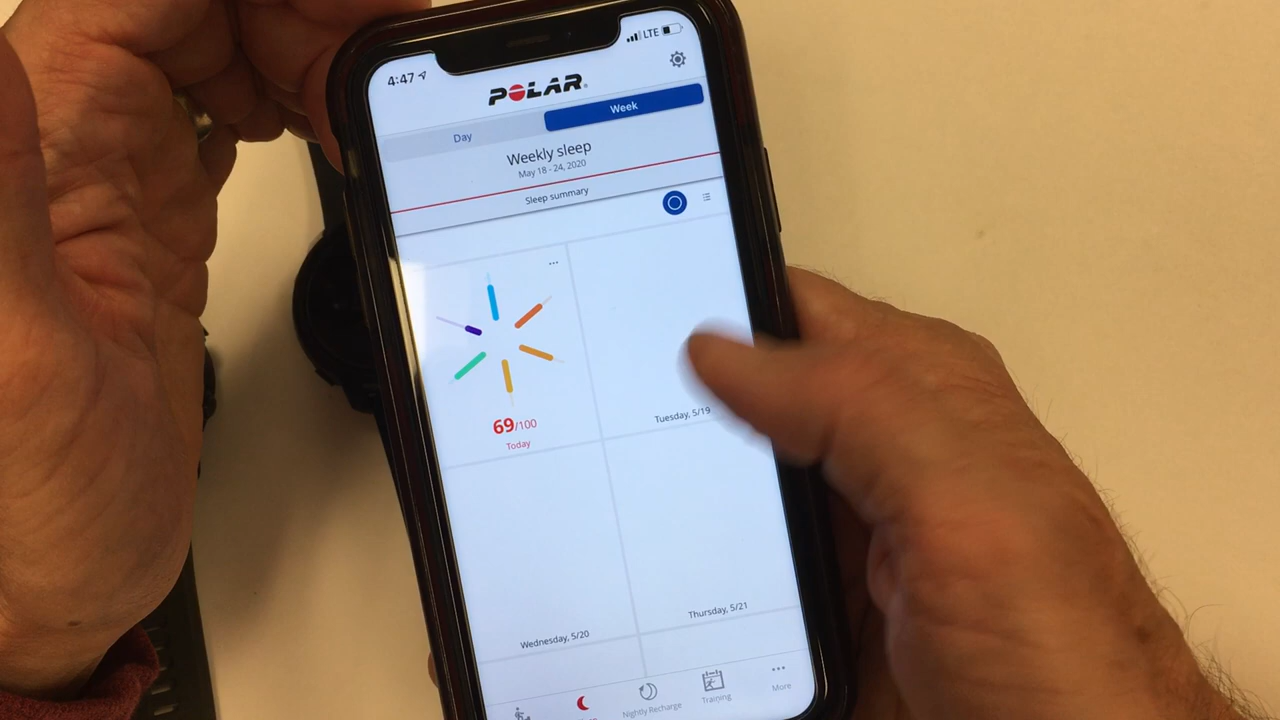 4:47
LTE
POLAR
Day
Week
Weekly sleep
May 18 - 24, 2020
Sleep summary
69/100
Today
Tuesday, 5/19
Wednesday, 5/20
Thursday, 5/21
Nightly Recharge
Training
More